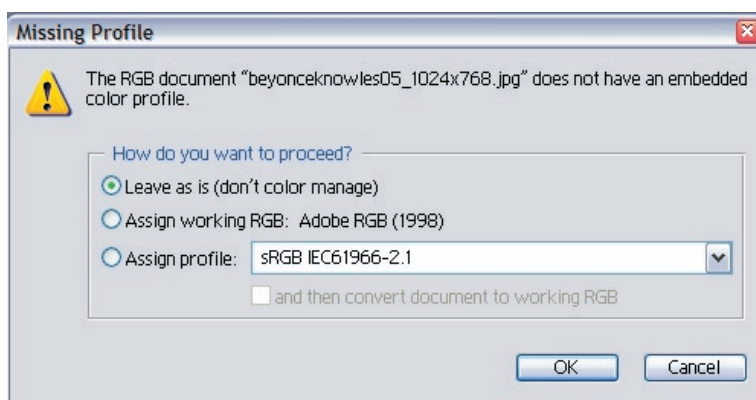 Missing Profile
The RGB document "beyonceknowles05_1024x768.jpg" does not have an embedded
color profile.
How do you want to proceed?
Leave as is (don't color manage)
Assign working RGB: Adobe RGB (1998)
Assign profile: sRGB IEC61966-2.1
and then convert document to working RGB
OK Cancel